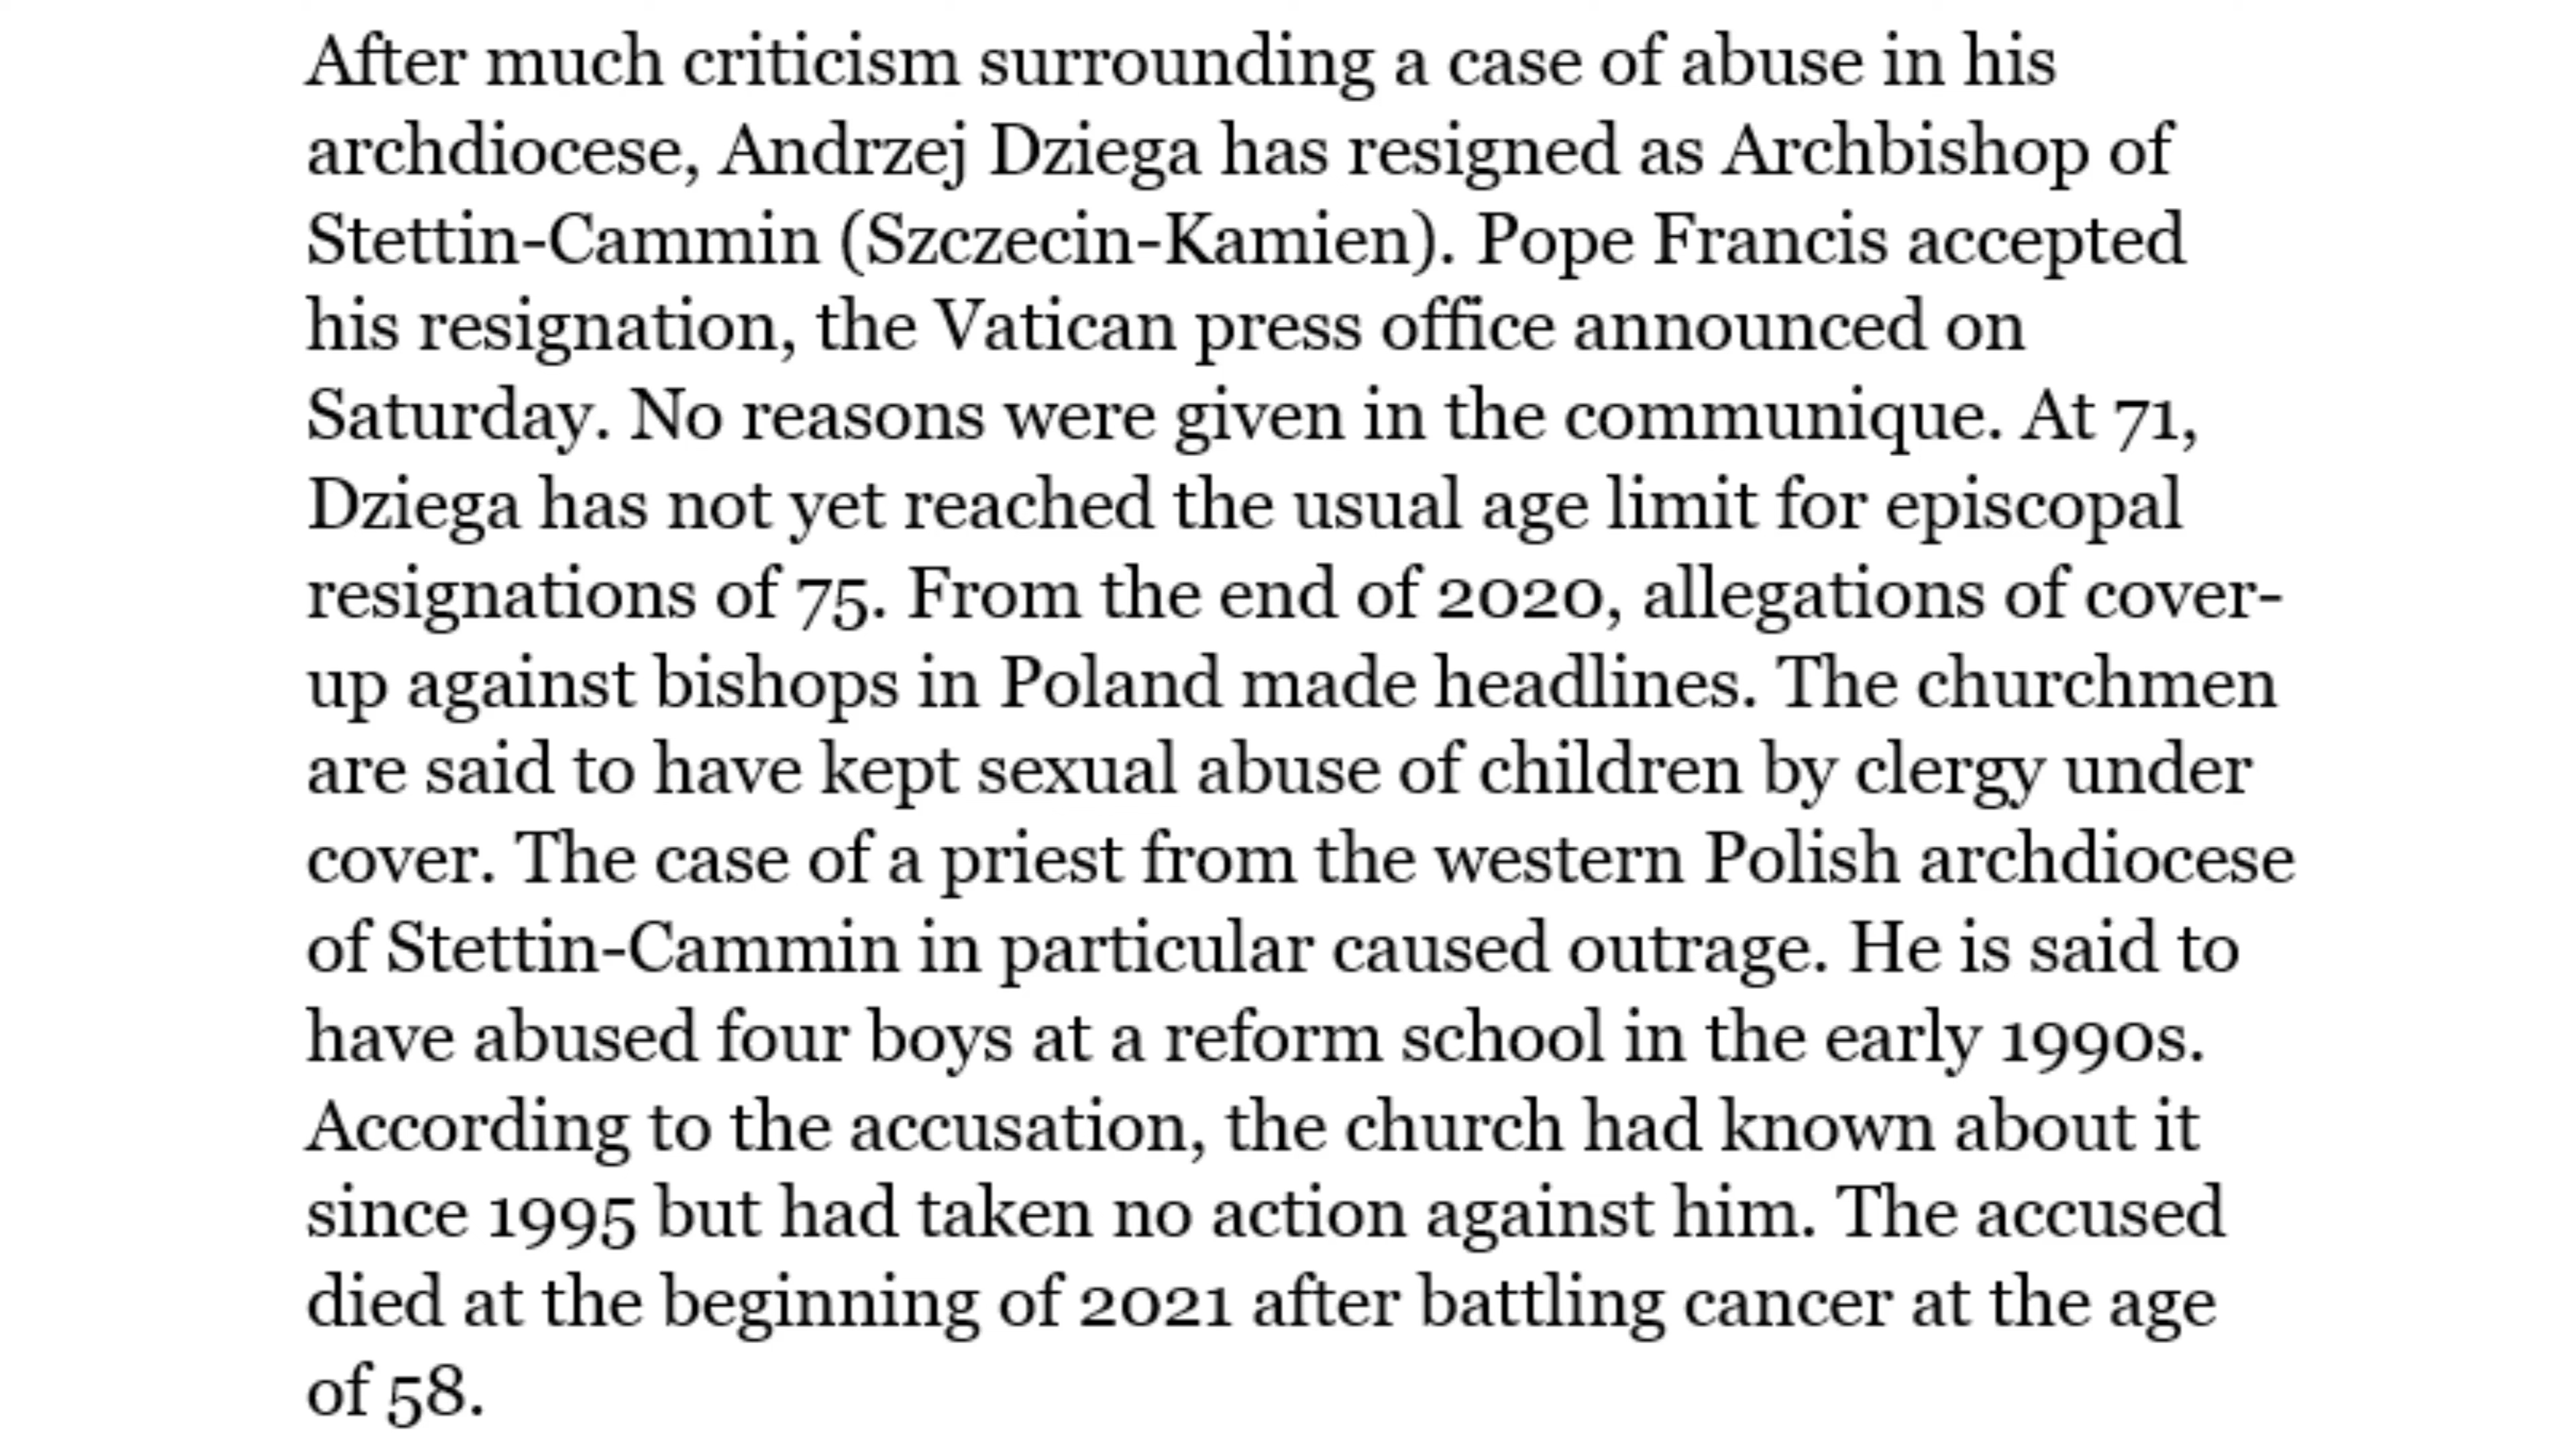 After much criticism surrounding a case of abuse in his
archdiocese, Andrzej Dziega has resigned as Archbishop of
Stettin-Cammin (Szczecin-Kamien). Pope Francis accepted
his resignation, the Vatican press office announced on
Saturday. No reasons were given in the communique. At 71,
Dziega has not yet reached the usual age limit for episcopal
resignations of 75. From the end of 2020, allegations of cover-
up against bishops in Poland made headlines. The churchmen
are said to have kept sexual abuse of children by clergy under
cover. The case of a priest from the western Polish archdiocese
of Stettin-Cammin in particular caused outrage. He is said to
have abused four boys at a reform school in the early 1990s.
According to the accusation, the church had known about it
since 1995 but had taken no action against him. The accused
died at the beginning of 2021 after battling cancer at the age
of 58.